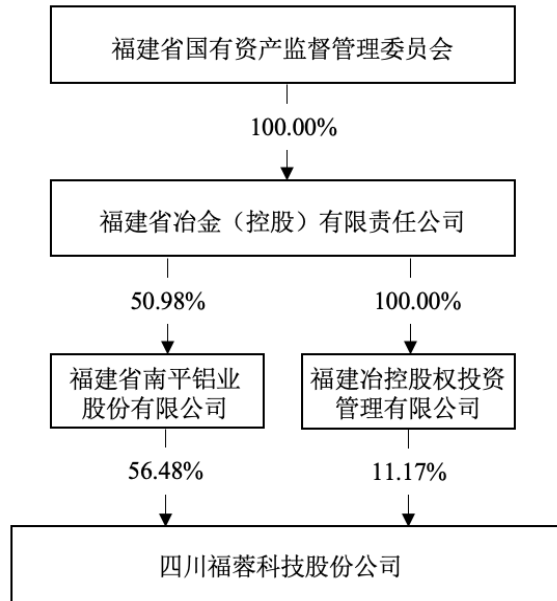 福建省国有资产监督管理委员会
100.00%
福建省冶金（控股）有限责任公司
50.98%
100.00%
福建省南平铝业
股份有限公司
福建冶控股权投资
管理有限公司
56.48%
11.17%
四川福蓉科技股份公司